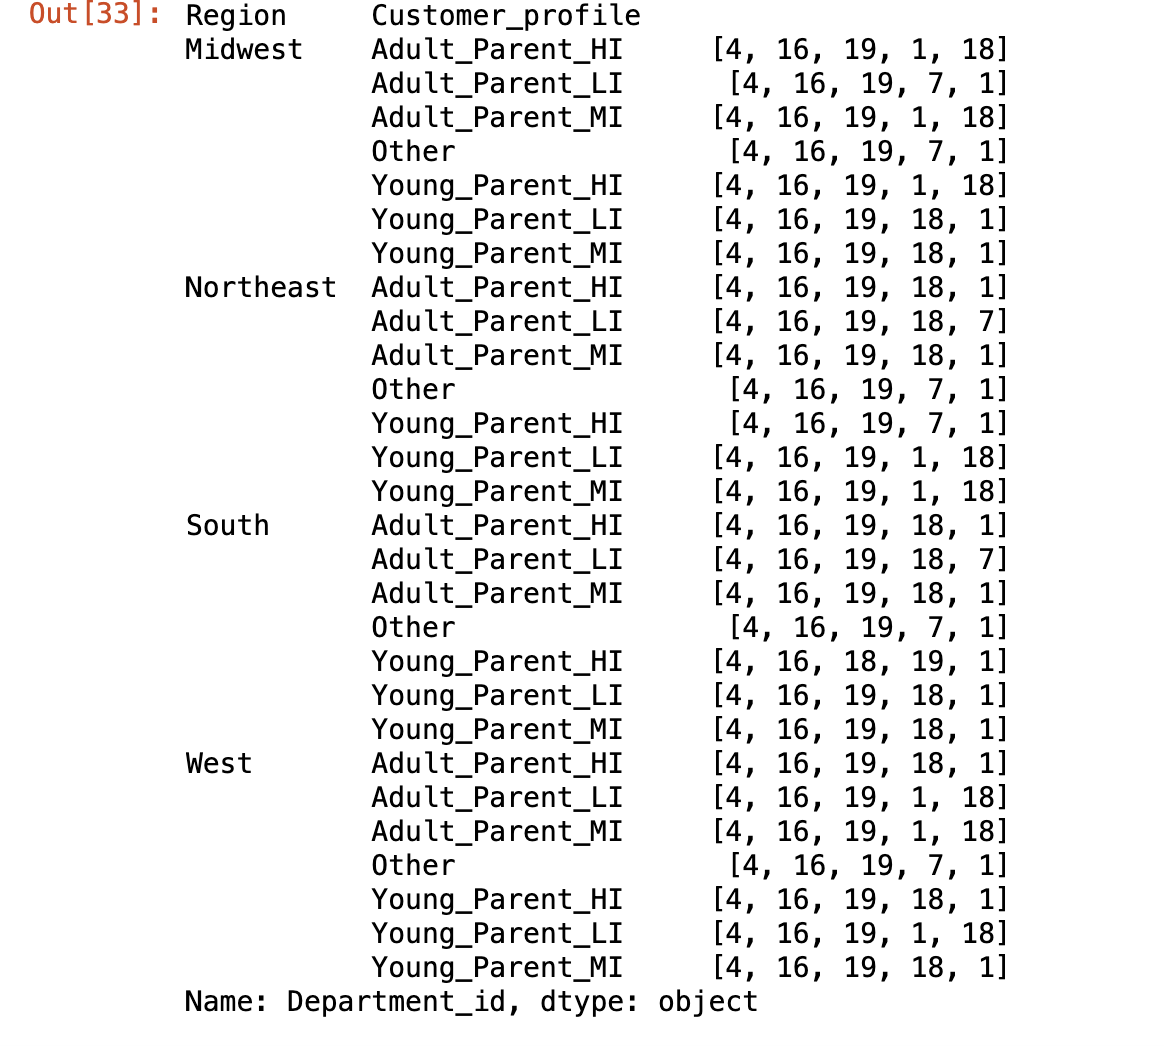 Out[33]: Region Customer_profile
Midwest Adult_Parent_HI [4, 16, 19, 1, 18]
Adult_Parent_LI [4, 16, 19, 7, 1]
Adult_Parent_MI [4, 16, 19, 1, 18]
Other [4, 16, 19, 7, 1]
Young_Parent_HI [4, 16, 19, 1, 18]
Young_Parent_LI [4, 16, 19, 18, 1]
Young_Parent_MI [4, 16, 19, 18, 1]
Northeast Adult_Parent_HI [4, 16, 19, 18, 1]
Adult_Parent_LI [4, 16, 19, 18, 7]
Adult_Parent_MI [4, 16, 19, 18, 1]
Other [4, 16, 19, 7, 1]
Young_Parent_HI [4, 16, 19, 7, 1]
Young_Parent_LI [4, 16, 19, 1, 18]
Young_Parent_MI [4, 16, 19, 1, 18]
South Adult_Parent_HI [4, 16, 19, 18, 1]
Adult_Parent_LI [4, 16, 19, 18, 7]
Adult_Parent_MI [4, 16, 19, 18, 1]
Other [4, 16, 19, 7, 1]
Young_Parent_HI [4, 16, 18, 19, 1]
Young_Parent_LI [4, 16, 19, 18, 1]
Young_Parent_MI [4, 16, 19, 18, 1]
West Adult_Parent_HI [4, 16, 19, 18, 1]
Adult_Parent_LI [4, 16, 19, 1, 18]
Adult_Parent_MI [4, 16, 19, 1, 18]
Other [4, 16, 19, 7, 1]
Young_Parent_HI [4, 16, 19, 18, 1]
Young_Parent_LI [4, 16, 19, 1, 18]
Young_Parent_MI [4, 16, 19, 18, 1]
Name: Department_id, dtype: object